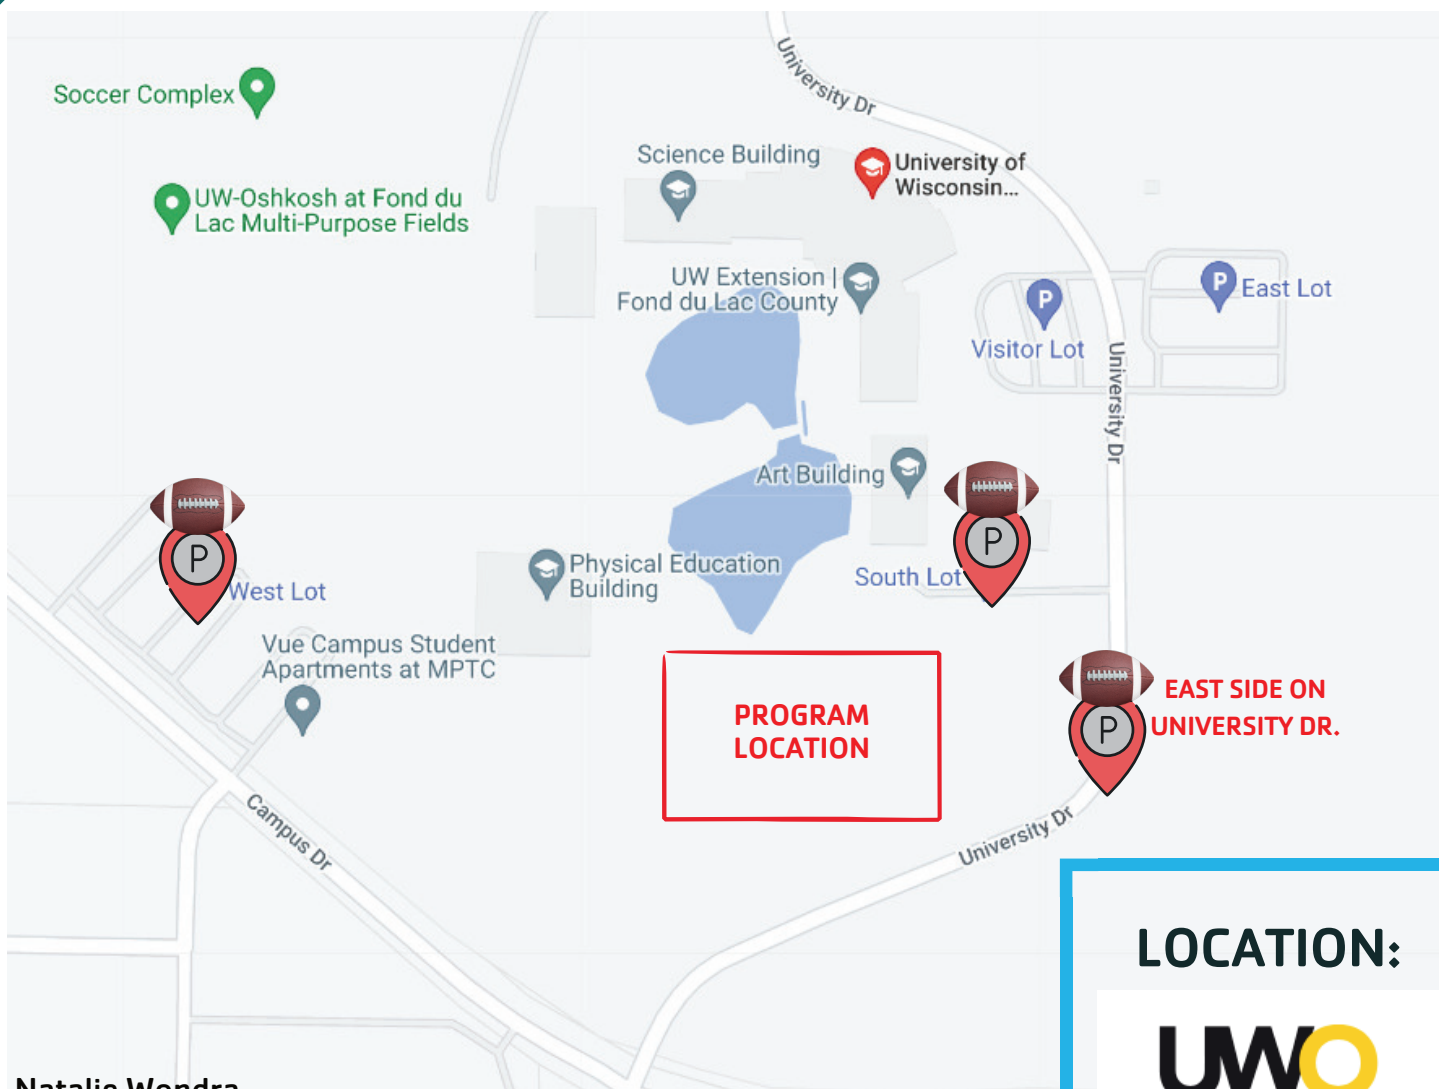 University Dr
Soccer Complex
Science Building
University of
Wisconsin...
UW-Oshkosh at Fond du
Lac Multi-Purpose Fields
UW Extension |
Fond du Lac County
P
East Lot
P
Visitor Lot
University Dr
Art Building
P
South Lot
P
West Lot
Physical Education
Building
Vue Campus Student
Apartments at MPTC
PROGRAM
LOCATION
P
EAST SIDE ON
UNIVERSITY DR.
University Dr
Campus Dr
LOCATION:
UWO
Natalie Wondra